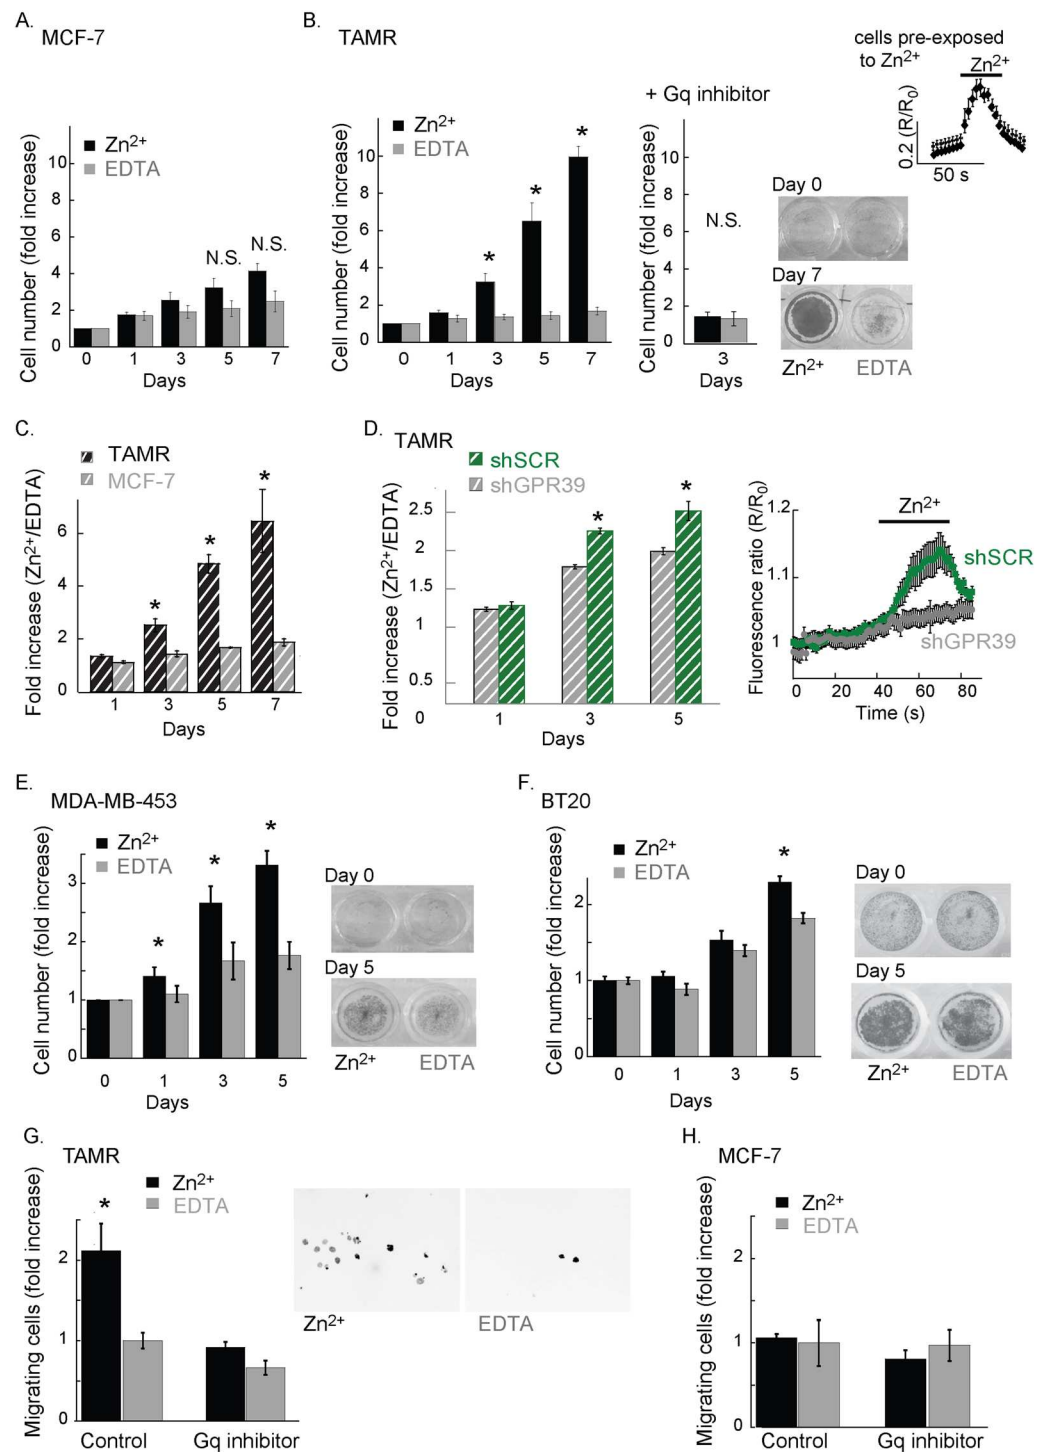 A.
MCF-7
Zn2+
EDTA
Cell number (fold increase)
10
8
6
4
2
0
N.S.
N.S.
0 1 3 5 7
Days
B.
TAMR
Zn2+
EDTA
Cell number (fold increase)
10
8
6
4
2
0
*
*
*
0 1 3 5 7
Days
+ Gq inhibitor
Cell number (fold increase)
10
8
6
4
2
0
N.S.
3
Days
cells pre-exposed
to Zn2+
Zn2+
0.2 (R/R0)
50 s
Day 0
Day 7
Zn2+ EDTA
C.
TAMR
MCF-7
Fold increase (Zn2+/EDTA)
6
4
2
0
*
*
*
1 3 5 7
Days
D.
TAMR
shSCR
shGPR39
Fold increase (Zn2+/EDTA)
2.5
2
1.5
1
0.5
0
*
*
1 3 5
Days
Fluorescence ratio (R/R0)
1.2
1.1
1
Zn2+
shSCR
shGPR39
0 20 40 60 80
Time (s)
E.
MDA-MB-453
Zn2+
EDTA
Cell number (fold increase)
3
2
1
0
*
*
*
0 1 3 5
Days
Day 0
Day 5
Zn2+ EDTA
F.
BT20
Zn2+
EDTA
Cell number (fold increase)
2
1
0
*
0 1 3 5
Days
Day 0
Day 5
Zn2+ EDTA
G.
TAMR
Zn2+
EDTA
Migrating cells (fold increase)
2
1
0
*
Control Gq inhibitor
Zn2+ EDTA
H.
MCF-7
Zn2+
EDTA
Migrating cells (fold increase)
2
1
0
Control Gq inhibitor